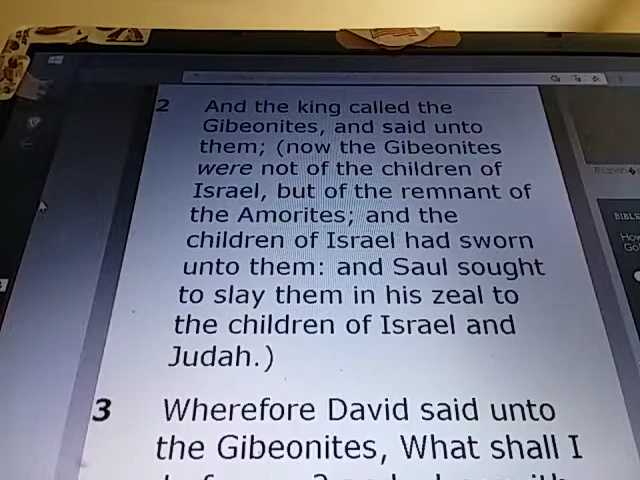 2 And the king called the
Gibeonites, and said unto
them; (now the Gibeonites
were not of the children of
Israel, but of the remnant of
the Amorites; and the
children of Israel had sworn
unto them: and Saul sought
to slay them in his zeal to
the children of Israel and
Judah.)
3 Wherefore David said unto
the Gibeonites, What shall I
BIBLE
How